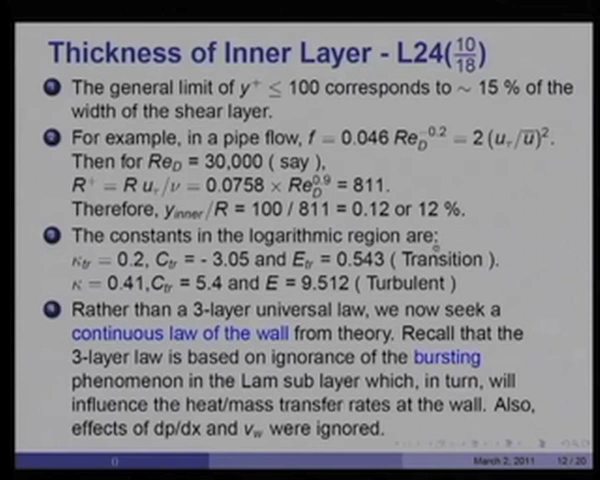 Thickness of Inner Layer - L24(10/18)
1 The general limit of y⁺ ≤ 100 corresponds to ~ 15 % of the
width of the shear layer.
2 For example, in a pipe flow, f = 0.046 Re_D^−0.2 = 2 (u_τ/ū)².
Then for Re_D = 30,000 ( say ),
R⁺ = R u_τ/ν = 0.0758 × Re_D^0.9 = 811.
Therefore, y_inner/R = 100 / 811 = 0.12 or 12 %.
3 The constants in the logarithmic region are:
κ_tr = 0.2, C_tr = - 3.05 and E_tr = 0.543 ( Transition ).
κ = 0.41, C_tr = 5.4 and E = 9.512 ( Turbulent )
4 Rather than a 3-layer universal law, we now seek a
continuous law of the wall from theory. Recall that the
3-layer law is based on ignorance of the bursting
phenomenon in the Lam sub layer which, in turn, will
influence the heat/mass transfer rates at the wall. Also,
effects of dp/dx and v_w were ignored.
() March 2, 2011 12 / 20